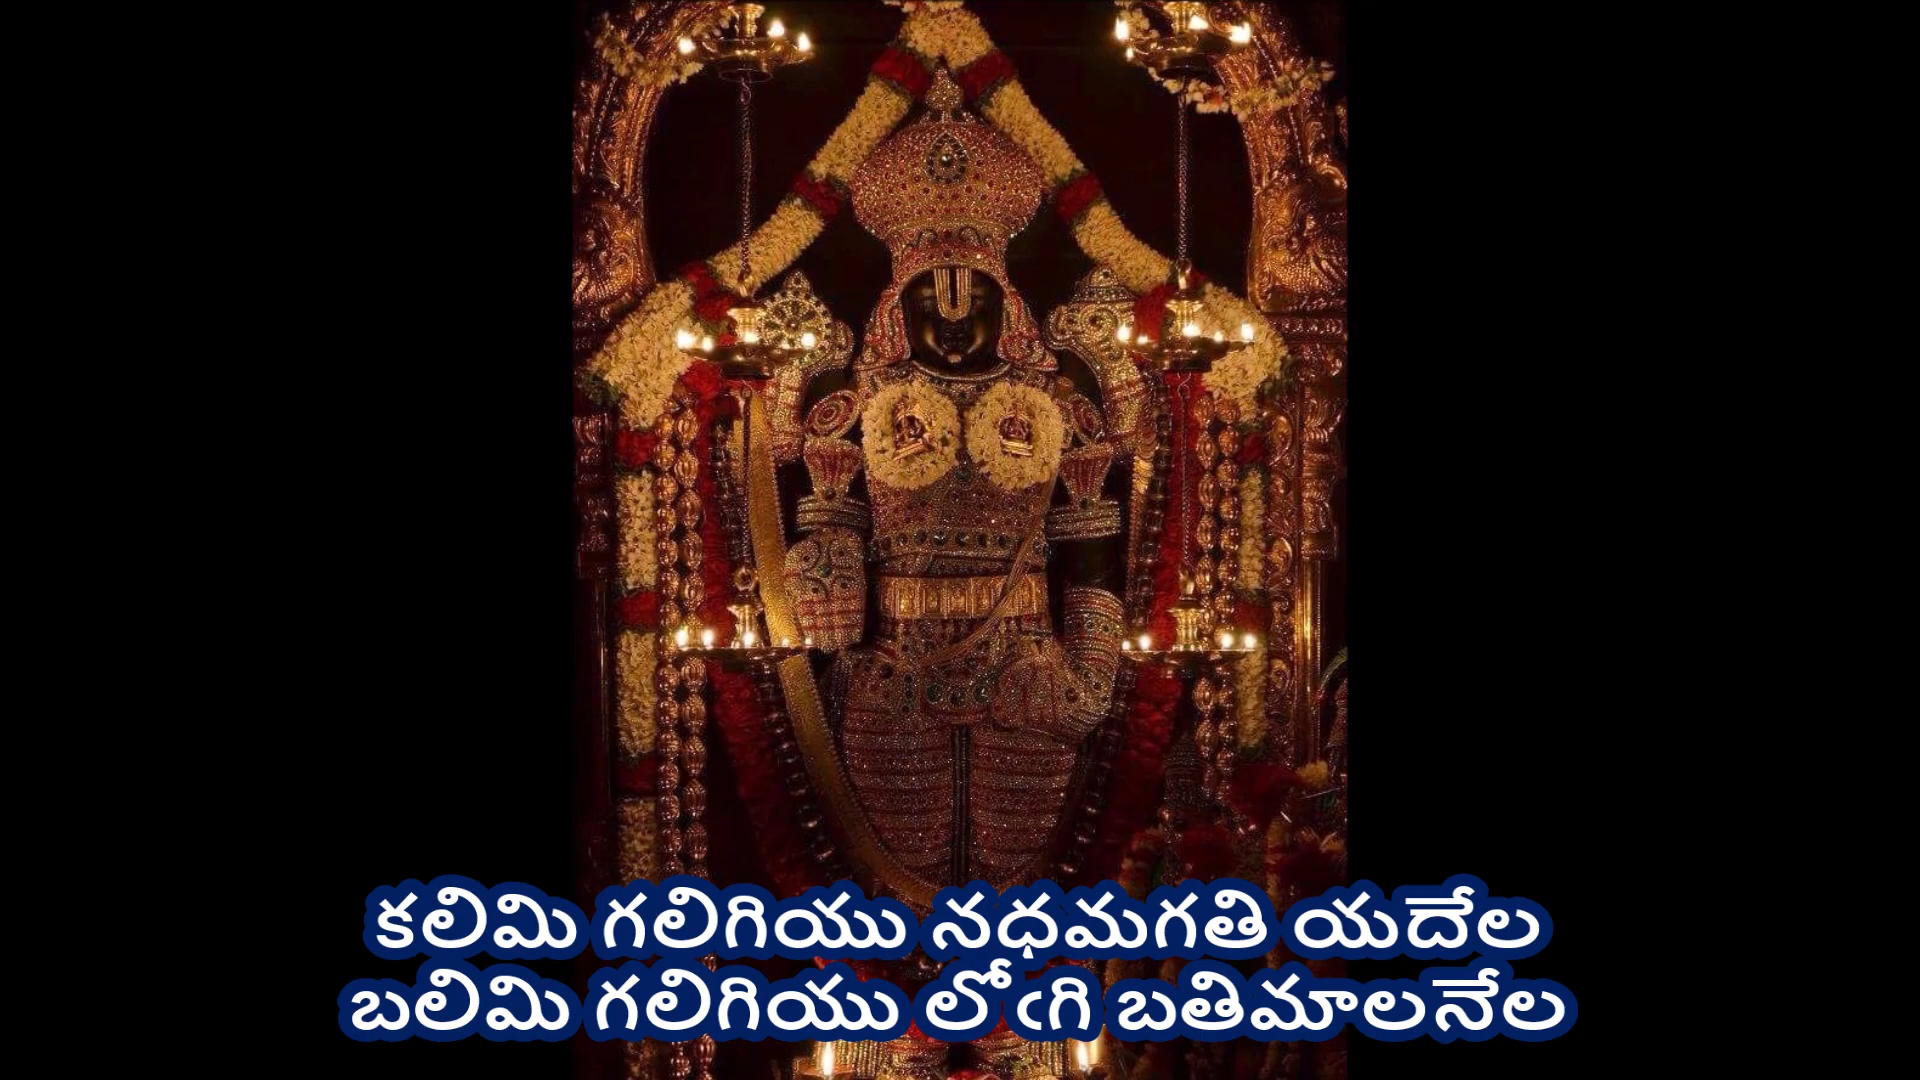 కలిమి గలిగియు నధమగతి యదేల
బలిమి గలిగియు లోఁగి బతిమాలనేల